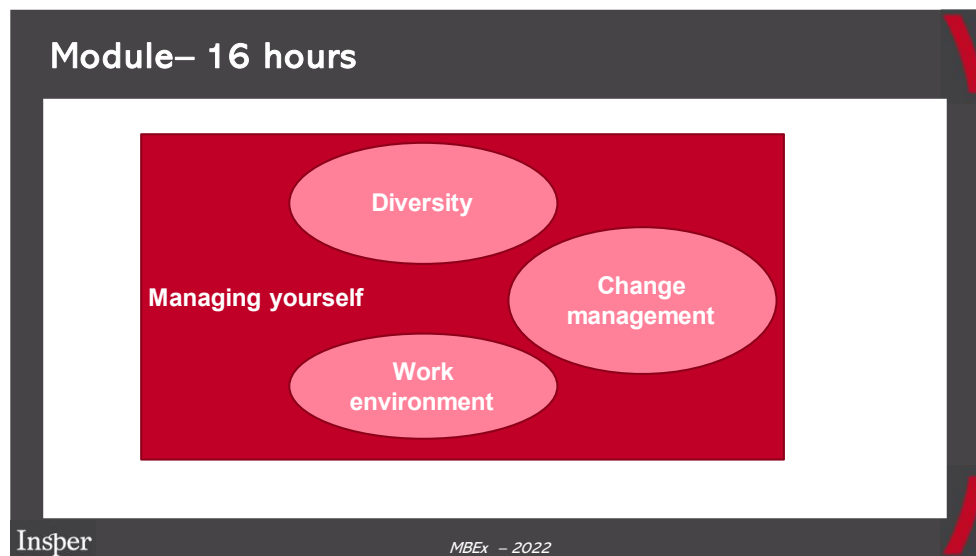 Module– 16 hours
Diversity
Managing yourself
Change
management
Work
environment
Insper
MBEx – 2022